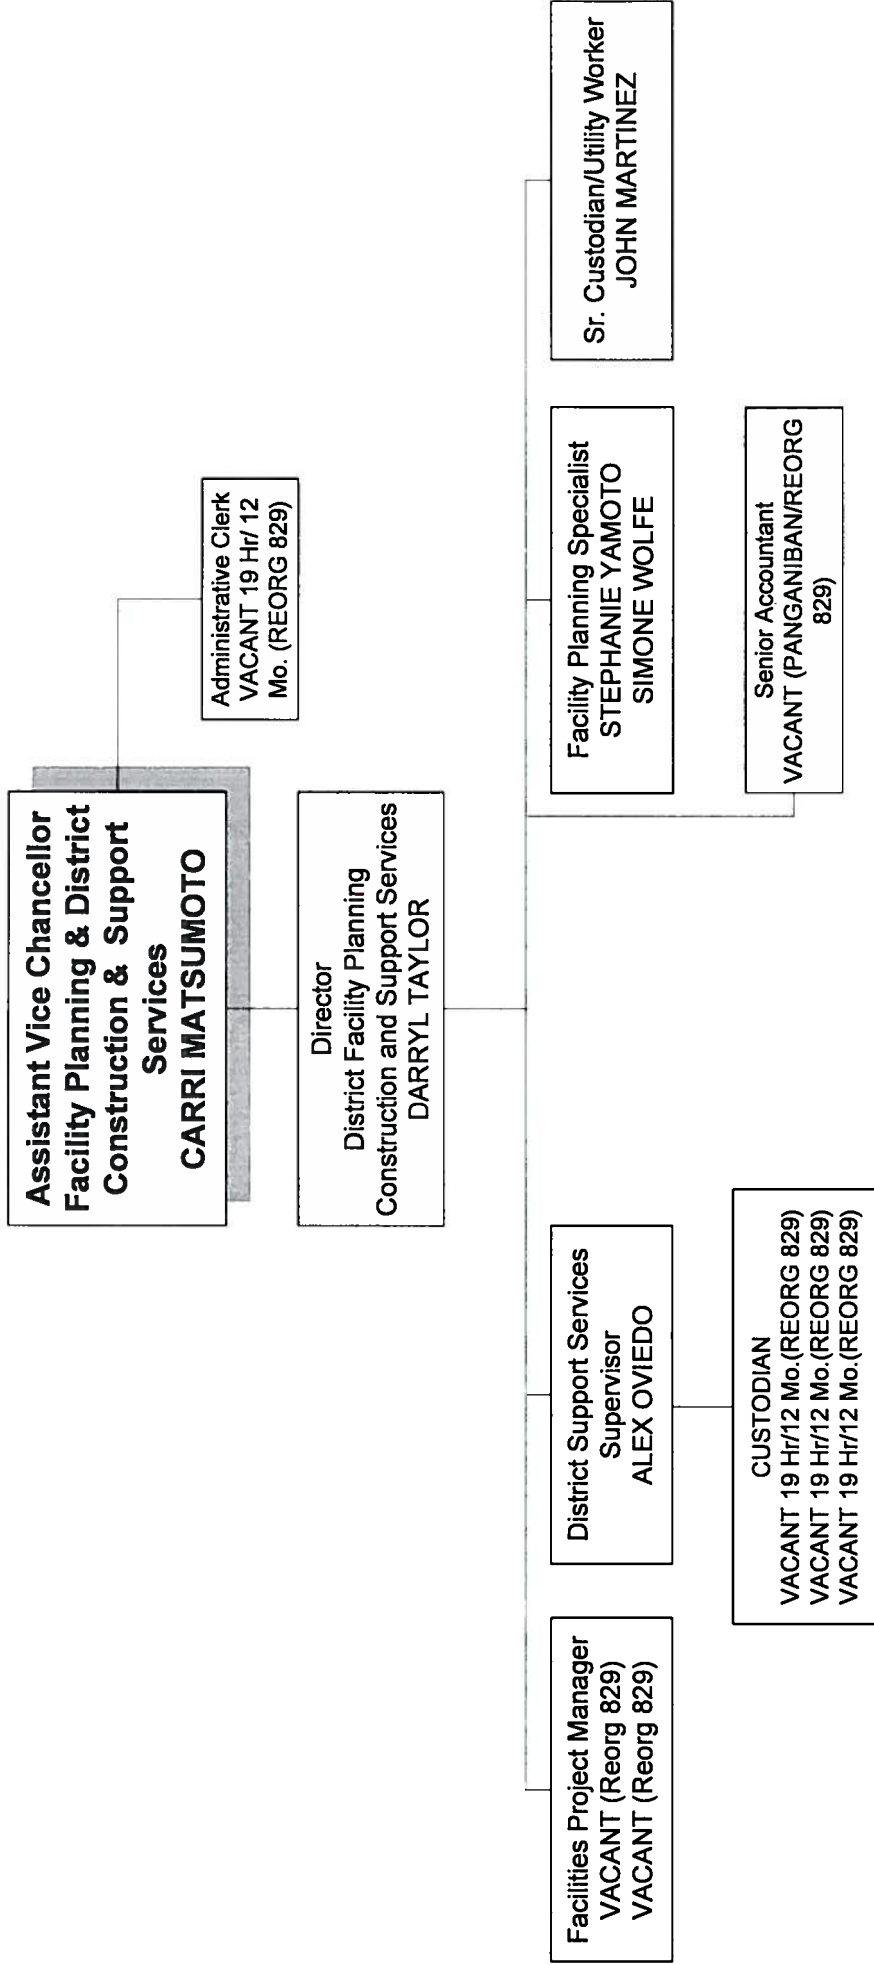 Assistant Vice Chancellor
Facility Planning & District
Construction & Support
Services
CARRI MATSUMOTO
Administrative Clerk
VACANT 19 Hr/ 12
Mo. (REORG 829)
Director
District Facility Planning
Construction and Support Services
DARRYL TAYLOR
Facilities Project Manager
VACANT (Reorg 829)
VACANT (Reorg 829)
District Support Services
Supervisor
ALEX OVIEDO
Facility Planning Specialist
STEPHANIE YAMOTO
SIMONE WOLFE
Sr. Custodian/Utility Worker
JOHN MARTINEZ
CUSTODIAN
VACANT 19 Hr/12 Mo.(REORG 829)
VACANT 19 Hr/12 Mo.(REORG 829)
VACANT 19 Hr/12 Mo.(REORG 829)
Senior Accountant
VACANT (PANGANIBAN/REORG
829)